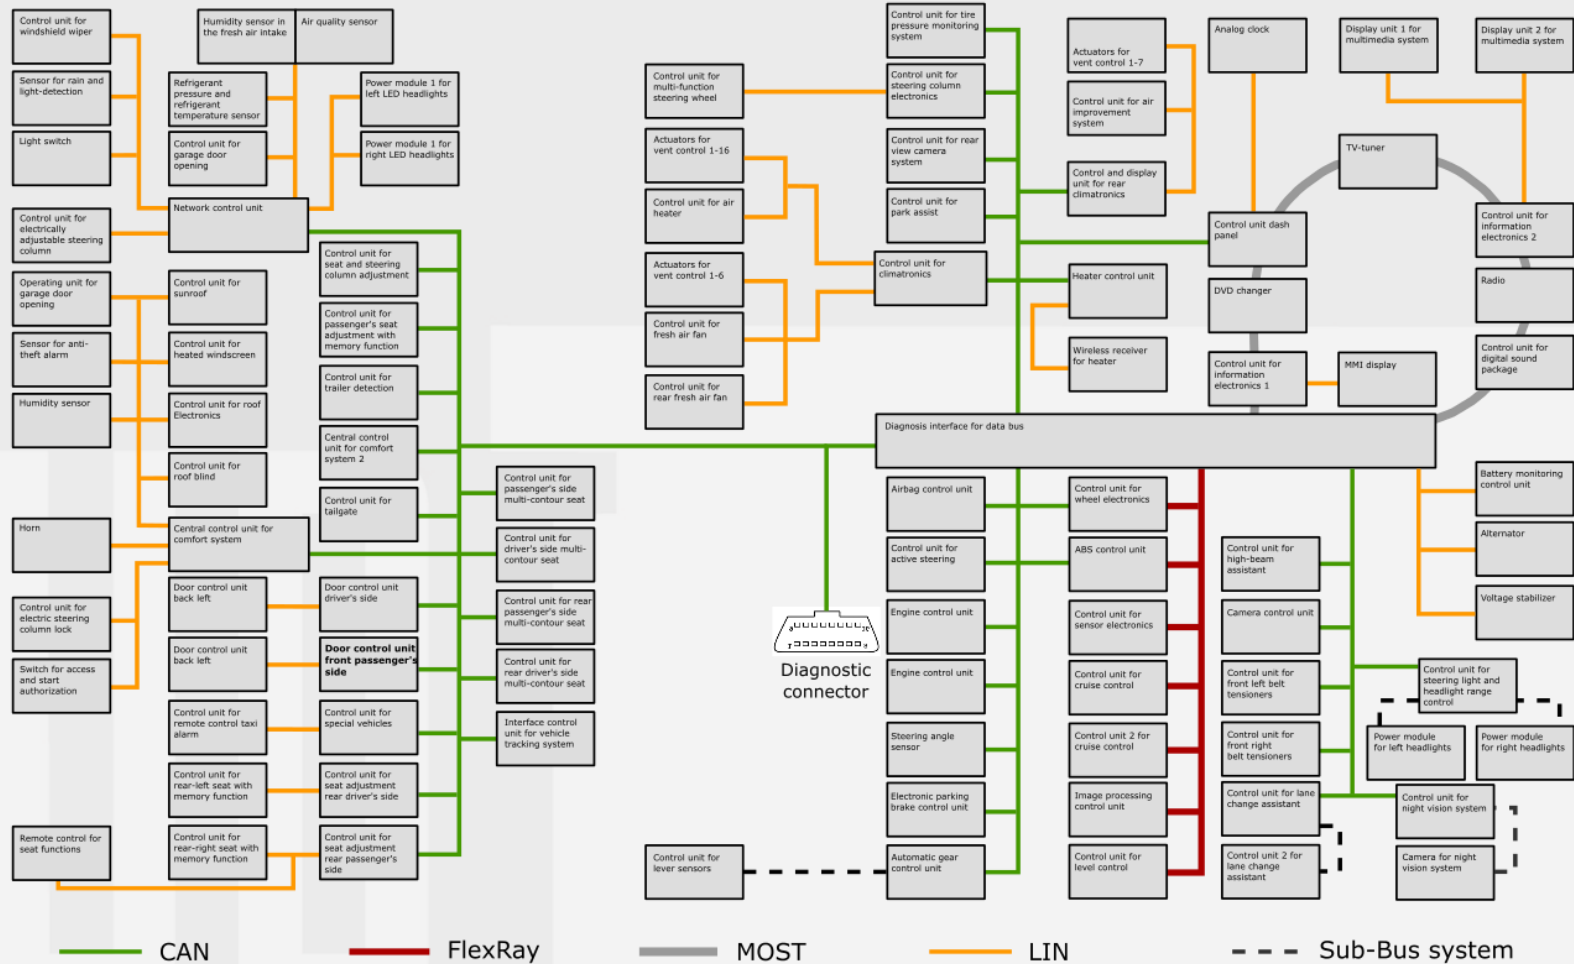 Control unit for
windshield wiper
Humidity sensor in
the fresh air intake
Air quality sensor
Sensor for rain and
light-detection
Refrigerant
pressure and
refrigerant
temperature sensor
Power module 1 for
left LED headlights
Light switch
Control unit for
garage door
opening
Power module 1 for
right LED headlights
Network control unit
Control unit for
electrically
adjustable steering
column
Control unit for
seat and steering
column adjustment
Operating unit for
garage door
opening
Control unit for
sunroof
Control unit for
passenger's seat
adjustment with
memory function
Sensor for anti-
theft alarm
Control unit for
heated windscreen
Control unit for
trailer detection
Humidity sensor
Control unit for roof
Electronics
Central control
unit for comfort
system 2
Control unit for
roof blind
Control unit for
tailgate
Control unit for
passenger's side
multi-contour seat
Horn
Central control unit for
comfort system
Control unit for
driver's side multi-
contour seat
Control unit for
electric steering
column lock
Door control unit
back left
Door control unit
driver's side
Control unit for rear
passenger's side
multi-contour seat
Switch for access
and start
authorization
Door control unit
back left
Door control unit
front passenger's
side
Control unit for
rear driver's side
multi-contour seat
Control unit for
remote control taxi
alarm
Control unit for
special vehicles
Interface control
unit for vehicle
tracking system
Control unit for
rear-left seat with
memory function
Control unit for
seat adjustment
rear driver's side
Remote control for
seat functions
Control unit for
rear-right seat with
memory function
Control unit for
seat adjustment
rear passenger's
side
Control unit for tire
pressure monitoring
system
Control unit for
multi-function
steering wheel
Control unit for
steering column
electronics
Actuators for
vent control 1-16
Control unit for rear
view camera
system
Control unit for air
heater
Control unit for
park assist
Actuators for
vent control 1-6
Control unit for
climatronics
Control unit for
fresh air fan
Control unit for
rear fresh air fan
Actuators for
vent control 1-7
Control unit for air
improvement
system
Control and display
unit for rear
climatronics
Heater control unit
Wireless receiver
for heater
Analog clock
Display unit 1 for
multimedia system
Display unit 2 for
multimedia system
TV-tuner
Control unit dash
panel
Control unit for
information
electronics 2
DVD changer
Radio
Control unit for
information
electronics 1
MMI display
Control unit for
digital sound
package
Diagnosis interface for data bus
Diagnostic
connector
Airbag control unit
Control unit for
wheel electronics
Control unit for
active steering
ABS control unit
Engine control unit
Control unit for
sensor electronics
Engine control unit
Control unit for
cruise control
Steering angle
sensor
Control unit 2 for
cruise control
Electronic parking
brake control unit
Image processing
control unit
Control unit for
lever sensors
Automatic gear
control unit
Control unit for
level control
Control unit for
high-beam
assistant
Camera control unit
Control unit for
front left belt
tensioners
Control unit for
front right
belt tensioners
Control unit for lane
change assistant
Control unit 2 for
lane change
assistant
Battery monitoring
control unit
Alternator
Voltage stabilizer
Control unit for
steering light and
headlight range
control
Power module
for left headlights
Power module
for right headlights
Control unit for
night vision system
Camera for night
vision system
CAN
FlexRay
MOST
LIN
Sub-Bus system